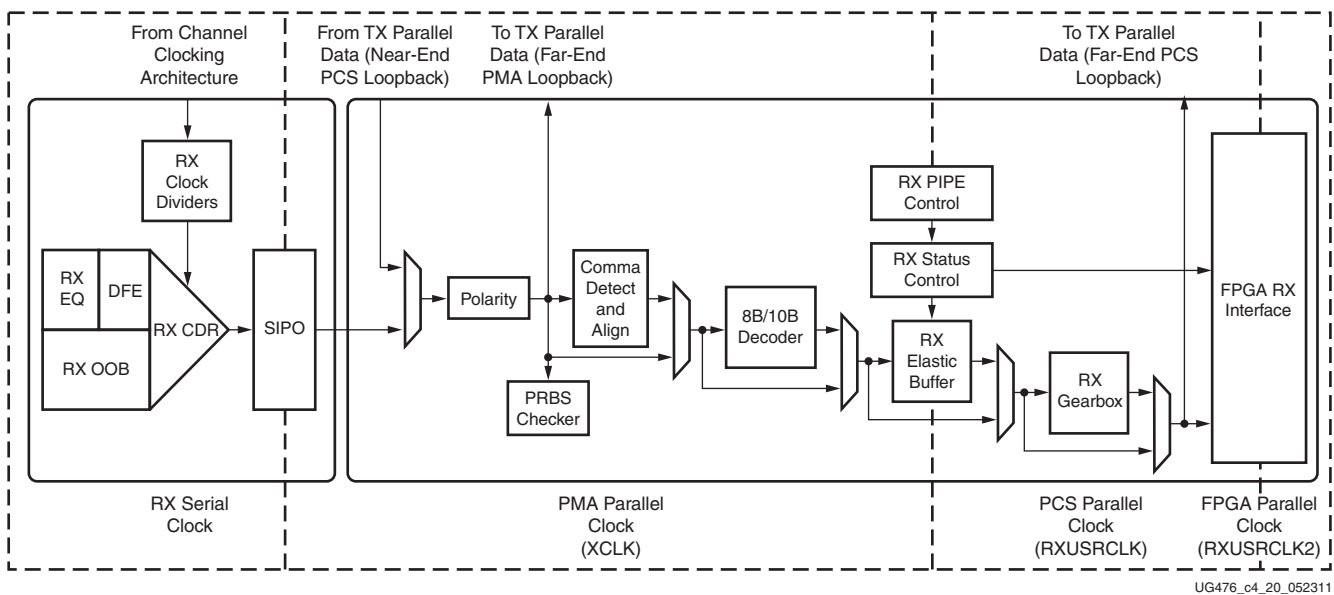 From Channel
Clocking
Architecture
From TX Parallel
Data (Near-End
PCS Loopback)
To TX Parallel
Data (Far-End
PMA Loopback)
To TX Parallel
Data (Far-End PCS
Loopback)
RX
Clock
Dividers
RX
EQ
DFE
RX CDR
RX OOB
SIPO
Polarity
Comma
Detect
and
Align
PRBS
Checker
8B/10B
Decoder
RX PIPE
Control
RX Status
Control
RX
Elastic
Buffer
RX
Gearbox
FPGA RX
Interface
RX Serial
Clock
PMA Parallel
Clock
(XCLK)
PCS Parallel
Clock
(RXUSRCLK)
FPGA Parallel
Clock
(RXUSRCLK2)
UG476_c4_20_052311